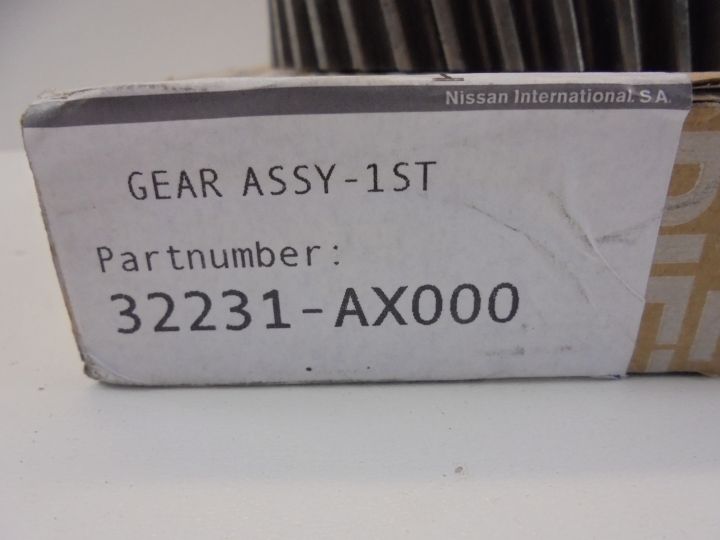 Nissan International S.A.
GEAR ASSY-1ST
Partnumber:
32231-AX000